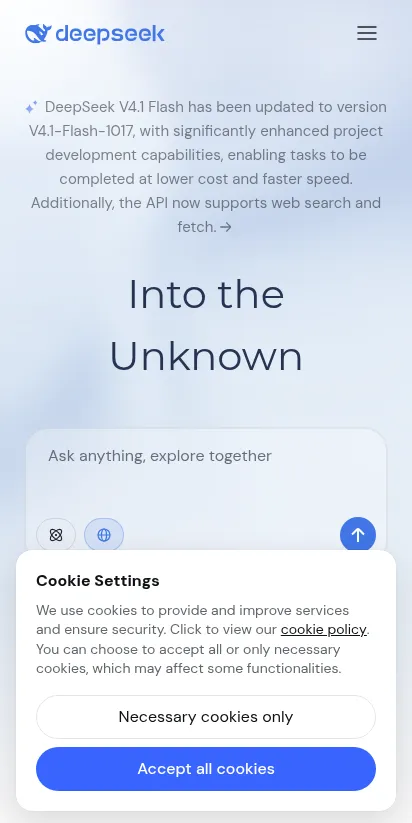 deepseek
DeepSeek V4.1 Flash has been updated to version
V4.1-Flash-1017, with significantly enhanced project
development capabilities, enabling tasks to be
completed at lower cost and faster speed.
Additionally, the API now supports web search and
fetch. →
Into the
Unknown
Ask anything, explore together
Cookie Settings
We use cookies to provide and improve services
and ensure security. Click to view our cookie policy.
You can choose to accept all or only necessary
cookies, which may affect some functionalities.
Necessary cookies only
Accept all cookies